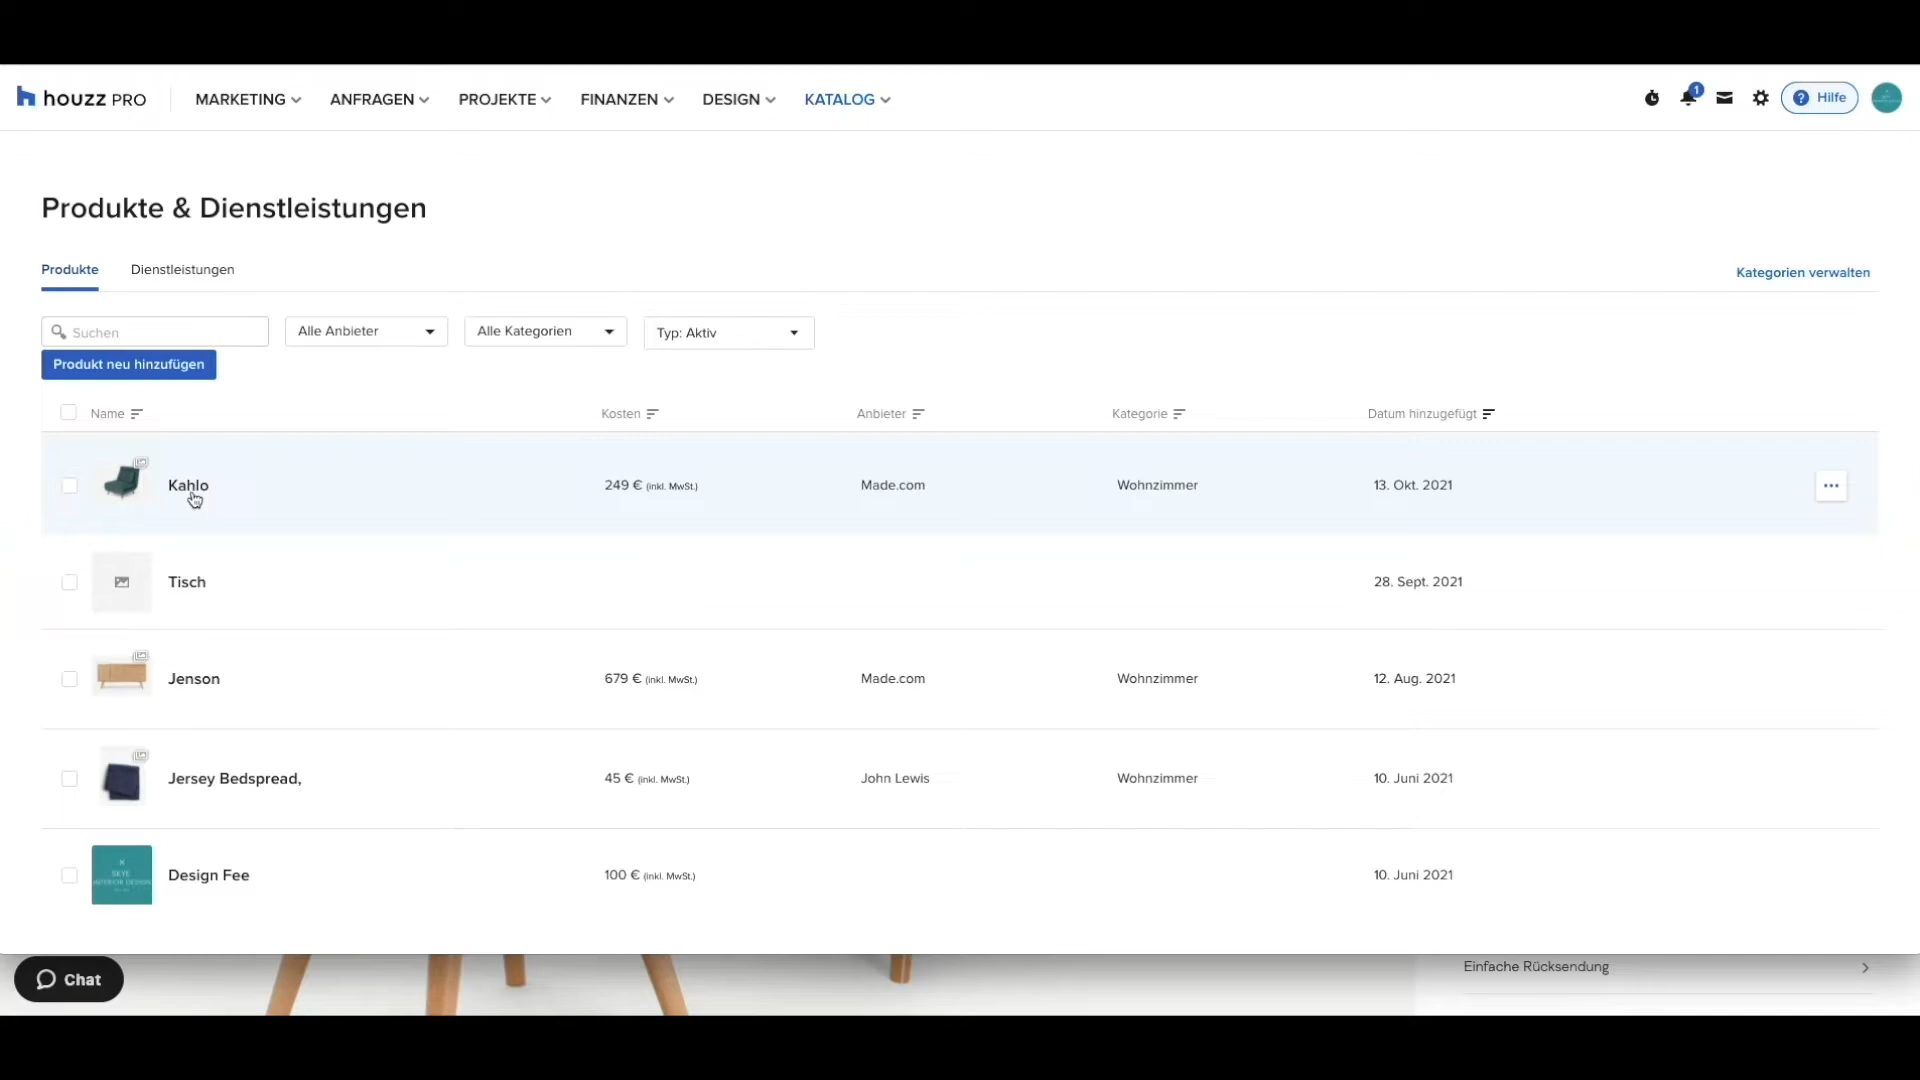 houzz PRO MARKETING ANFRAGEN PROJEKTE FINANZEN DESIGN KATALOG 1 ? Hilfe
Produkte & Dienstleistungen
Produkte Dienstleistungen Kategorien verwalten
Suchen Alle Anbieter Alle Kategorien Typ: Aktiv
Produkt neu hinzufügen
Name Kosten Anbieter Kategorie Datum hinzugefügt
Kahlo 249 € (inkl. MwSt.) Made.com Wohnzimmer 13. Okt. 2021
Tisch 28. Sept. 2021
Jenson 679 € (inkl. MwSt.) Made.com Wohnzimmer 12. Aug. 2021
Jersey Bedspread, 45 € (inkl. MwSt.) John Lewis Wohnzimmer 10. Juni 2021
SKYE
INTERIOR DESIGN
Design Fee 100 € (inkl. MwSt.) 10. Juni 2021
Chat Einfache Rücksendung